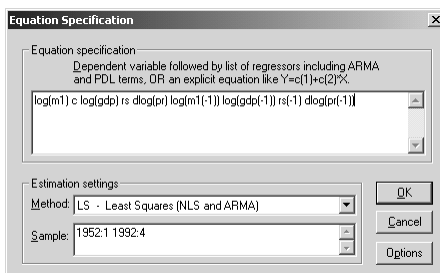 Equation Specification
Equation specification
Dependent variable followed by list of regressors including ARMA
and PDL terms, OR an explicit equation like Y=c(1)+c(2)*X.
log(m1) c log(gdp) rs dlog(pr) log(m1(-1)) log(gdp(-1)) rs(-1) dlog(pr(-1))
Estimation settings
Method: LS - Least Squares (NLS and ARMA)
Sample: 1952:1 1992:4
OK
Cancel
Options